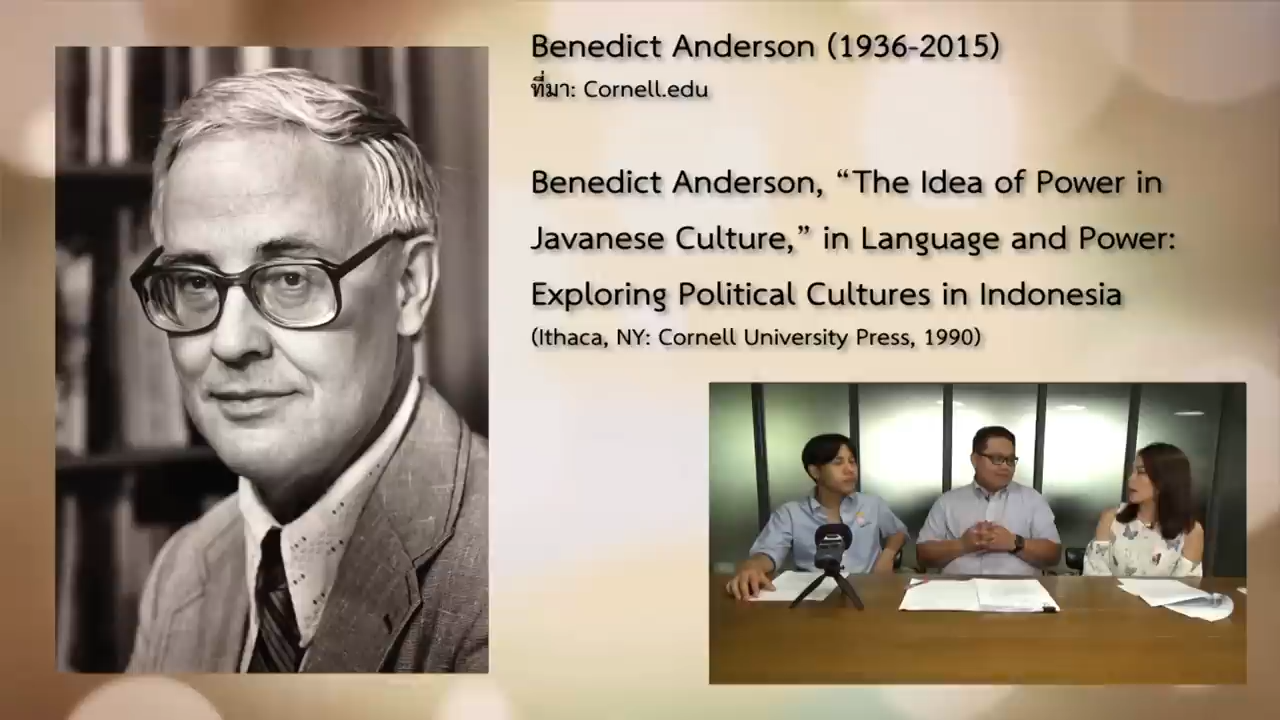 Benedict Anderson (1936-2015)
ที่มา: Cornell.edu
Benedict Anderson, “The Idea of Power in
Javanese Culture,” in Language and Power:
Exploring Political Cultures in Indonesia
(Ithaca, NY: Cornell University Press, 1990)